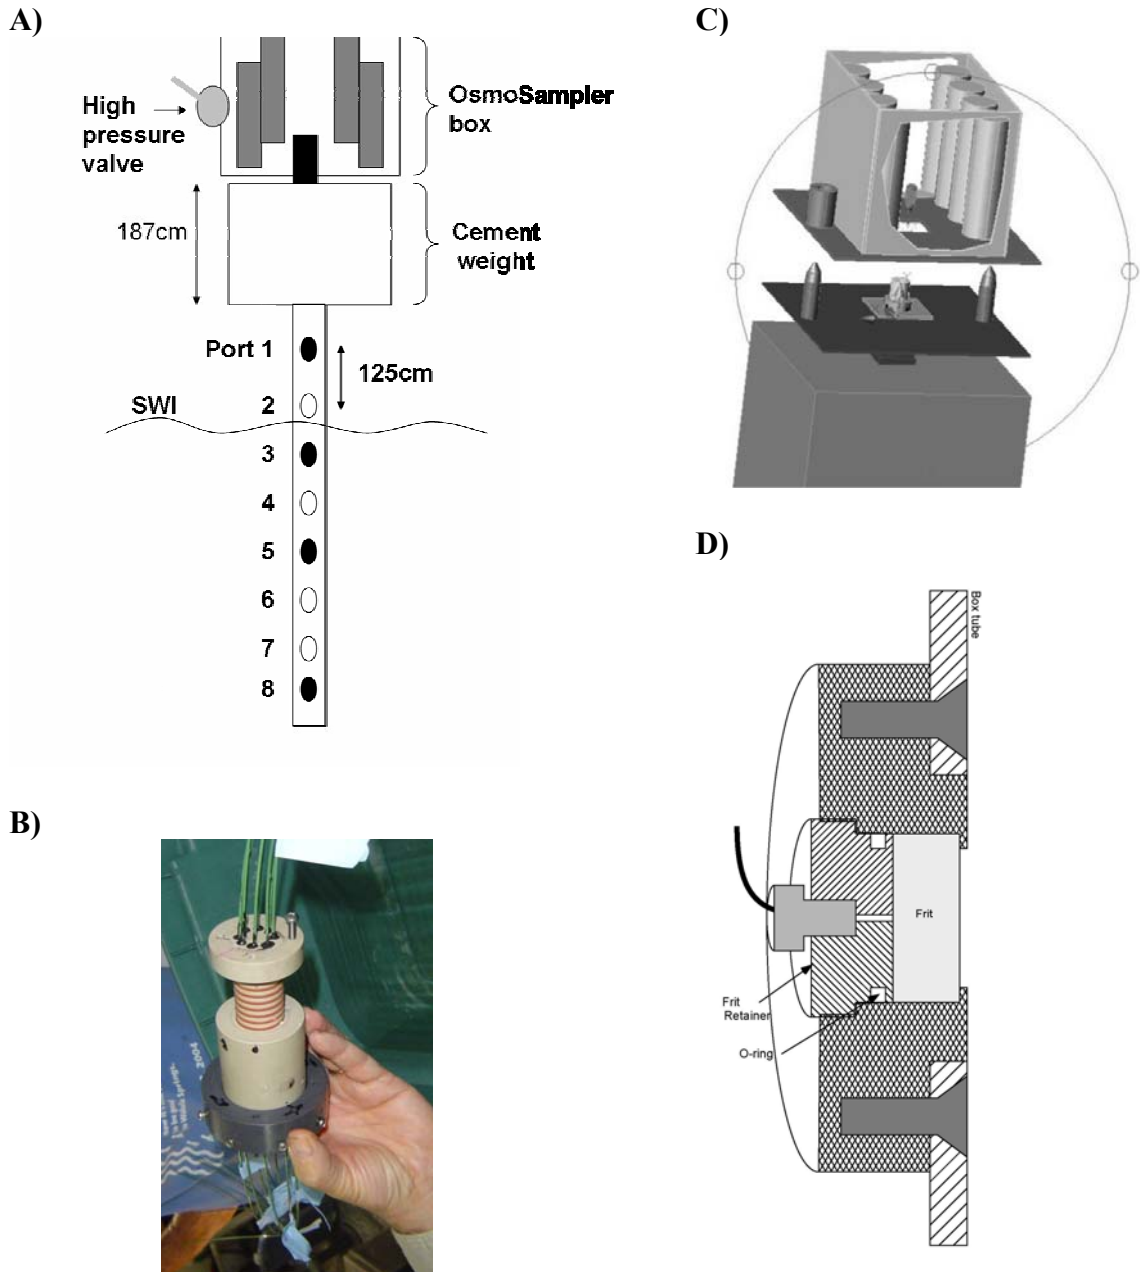 A)
High
pressure
valve
OsmoSampler
box
187cm
Cement
weight
Port 1
125cm
SWI
2
3
4
5
6
7
8
B)
2004
C)
D)
Box tube
Frit
Frit
Retainer
O-ring